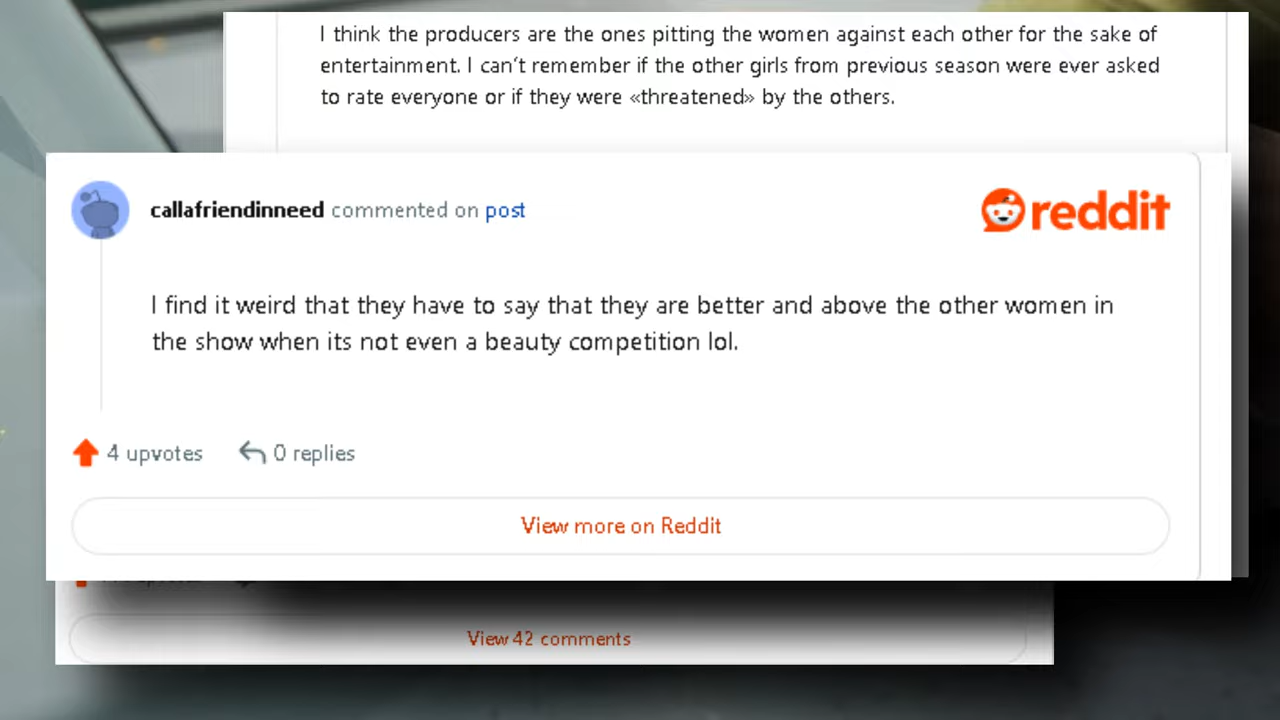 I think the producers are the ones pitting the women against each other for the sake of
entertainment. I can't remember if the other girls from previous season were ever asked
to rate everyone or if they were «threatened» by the others.
callafriendinneed commented on post
reddit
I find it weird that they have to say that they are better and above the other women in
the show when its not even a beauty competition lol.
4 upvotes 0 replies
View more on Reddit
View 42 comments